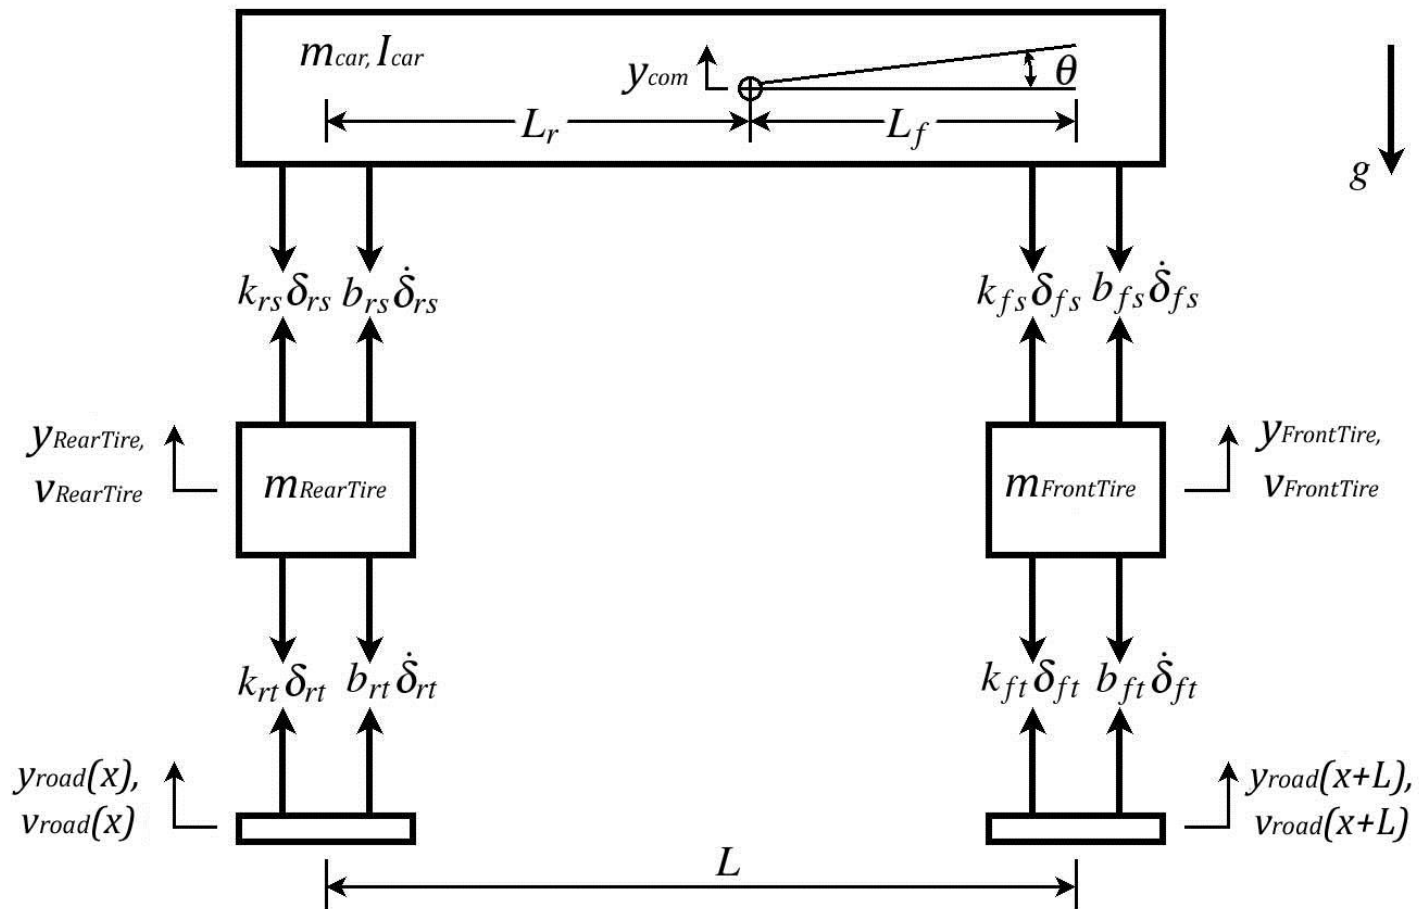 m_car, I_car
y_com
θ
L_r
L_f
g
k_rs δ_rs b_rs δ̇_rs
k_fs δ_fs b_fs δ̇_fs
y_RearTire,
v_RearTire
m_RearTire
m_FrontTire
y_FrontTire,
v_FrontTire
k_rt δ_rt b_rt δ̇_rt
k_ft δ_ft b_ft δ̇_ft
y_road(x),
v_road(x)
y_road(x+L),
v_road(x+L)
L